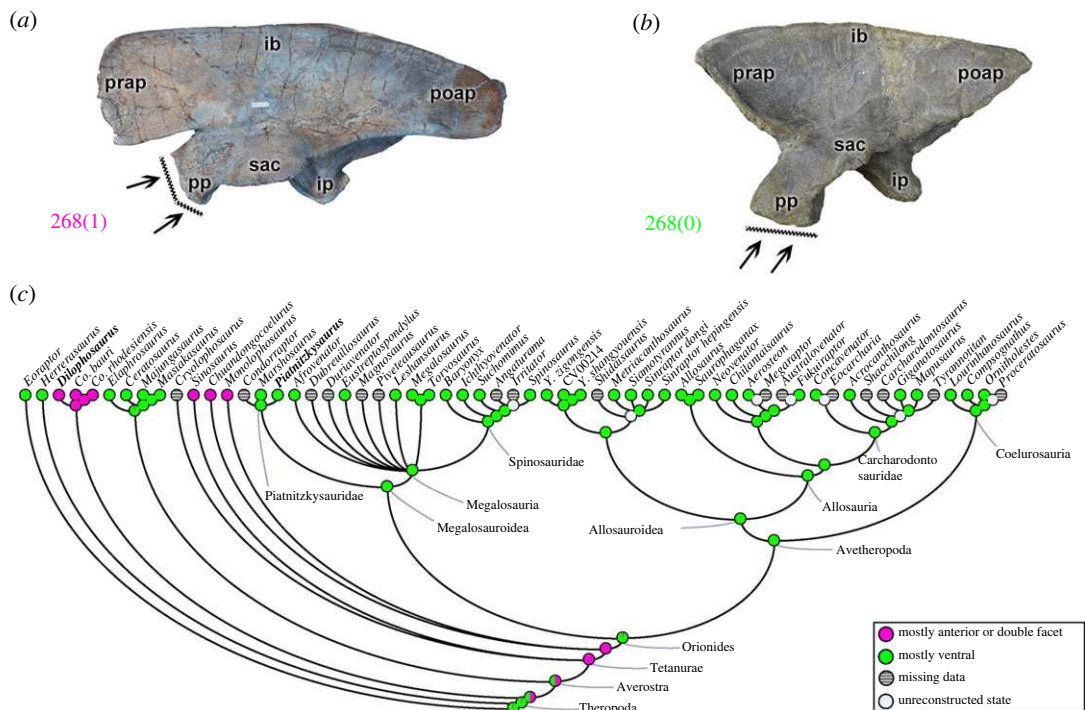 (a)
ib
prap
poap
sac
pp
ip
268(1)
(b)
ib
prap
poap
sac
pp
ip
268(0)
(c)
Eoraptor
Herrerasaurus
Dilophosaurus
Co. bauri
Co. rhodesiensis
Elaphrosaurus
Ceratosaurus
Majungasaurus
Masiakasaurus
Cryolophosaurus
Sinosaurus
Chuandongcoelurus
Monolophosaurus
Condorraptor
Marshosaurus
Piatnitzkysaurus
Afrovenator
Dubreuillosaurus
Duriavenator
Eustreptospondylus
Magnosaurus
Piveteausaurus
Leshansaurus
Megalosaurus
Torvosaurus
Baryonyx
Ichthyovenator
Suchomimus
Angaturama
Irritator
Spinosaurus
Y. zigongensis
CV00214
Y. shangyouensis
Shidaisaurus
Metriacanthosaurus
Siamotyrannus
Sinraptor dongi
Sinraptor hepingensis
Allosaurus
Saurophaganax
Neovenator
Chilantaisaurus
Aerosteon
Megaraptor
Australovenator
Fukuiraptor
Concavenator
Eocarcharia
Acrocanthosaurus
Shaochilong
Carcharodontosaurus
Giganotosaurus
Mapusaurus
Tyrannotitan
Lourinhanosaurus
Compsognathus
Ornitholestes
Proceratosaurus
Piatnitzkysauridae
Spinosauridae
Megalosauria
Megalosauroidea
Carcharodonto
sauridae
Coelurosauria
Allosauria
Allosauroidea
Avetheropoda
Orionides
Tetanurae
Averostra
Theropoda
mostly anterior or double facet
mostly ventral
missing data
unreconstructed state